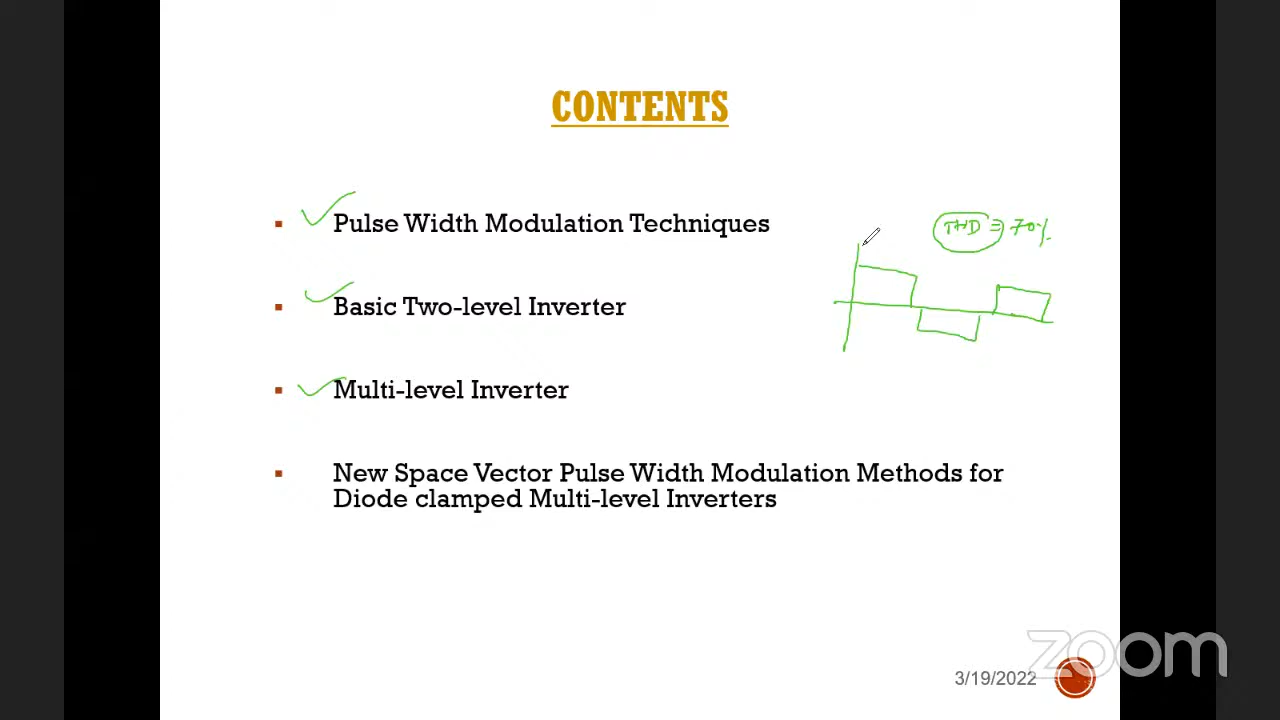 CONTENTS
Pulse Width Modulation Techniques
THD = 70%
Basic Two-level Inverter
Multi-level Inverter
New Space Vector Pulse Width Modulation Methods for
Diode clamped Multi-level Inverters
zoom
3/19/2022